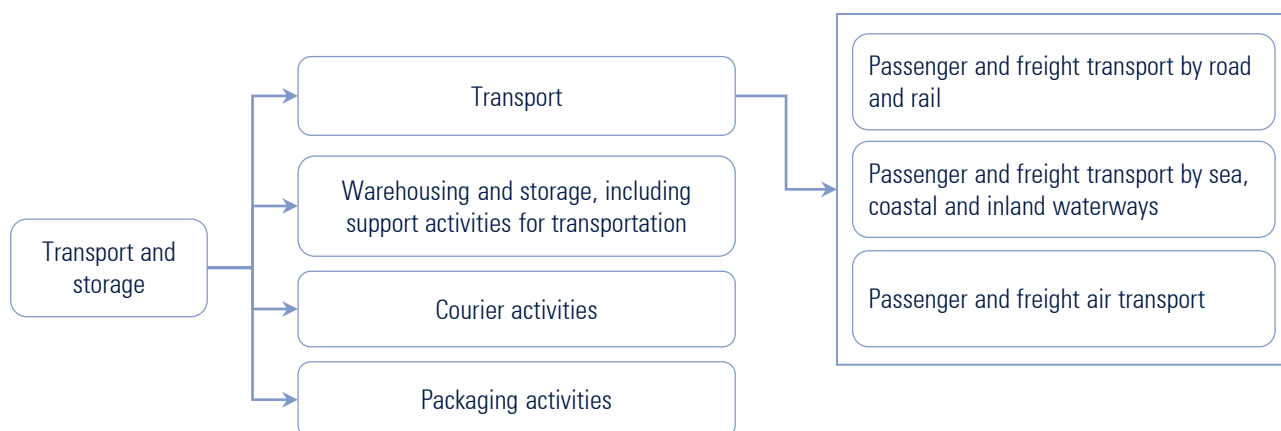 Transport and
storage
Transport
Warehousing and storage, including
support activities for transportation
Courier activities
Packaging activities
Passenger and freight transport by road
and rail
Passenger and freight transport by sea,
coastal and inland waterways
Passenger and freight air transport